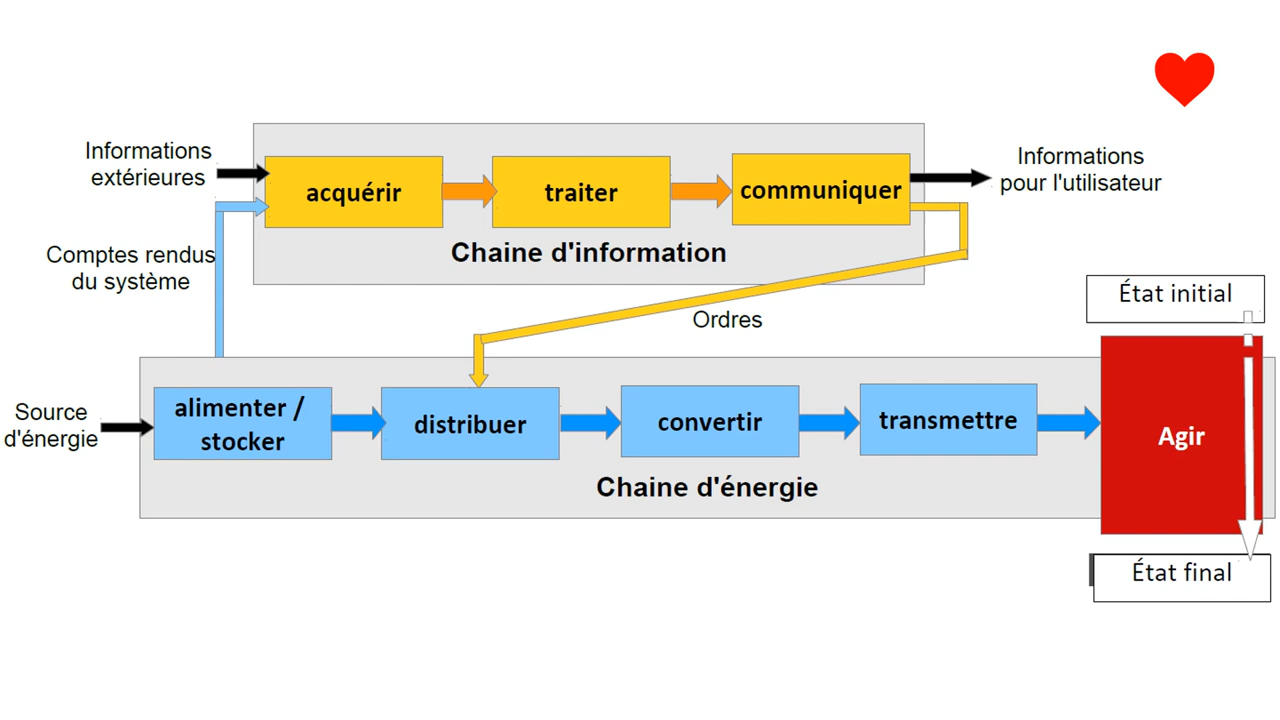 Informations
extérieures
acquérir
traiter
communiquer
Informations
pour l'utilisateur
Chaine d'information
Comptes rendus
du système
Ordres
État initial
Source
d'énergie
alimenter /
stocker
distribuer
convertir
transmettre
Agir
Chaine d'énergie
État final